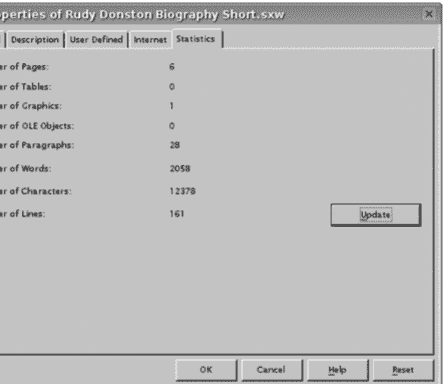 perties of Rudy Donston Biography Short.sxw
Description User Defined Internet Statistics
er of Pages: 6
er of Tables: 0
er of Graphics: 1
er of OLE Objects: 0
er of Paragraphs: 28
er of Words: 2058
er of Characters: 12378
er of Lines: 161
Update
OK Cancel Help Reset